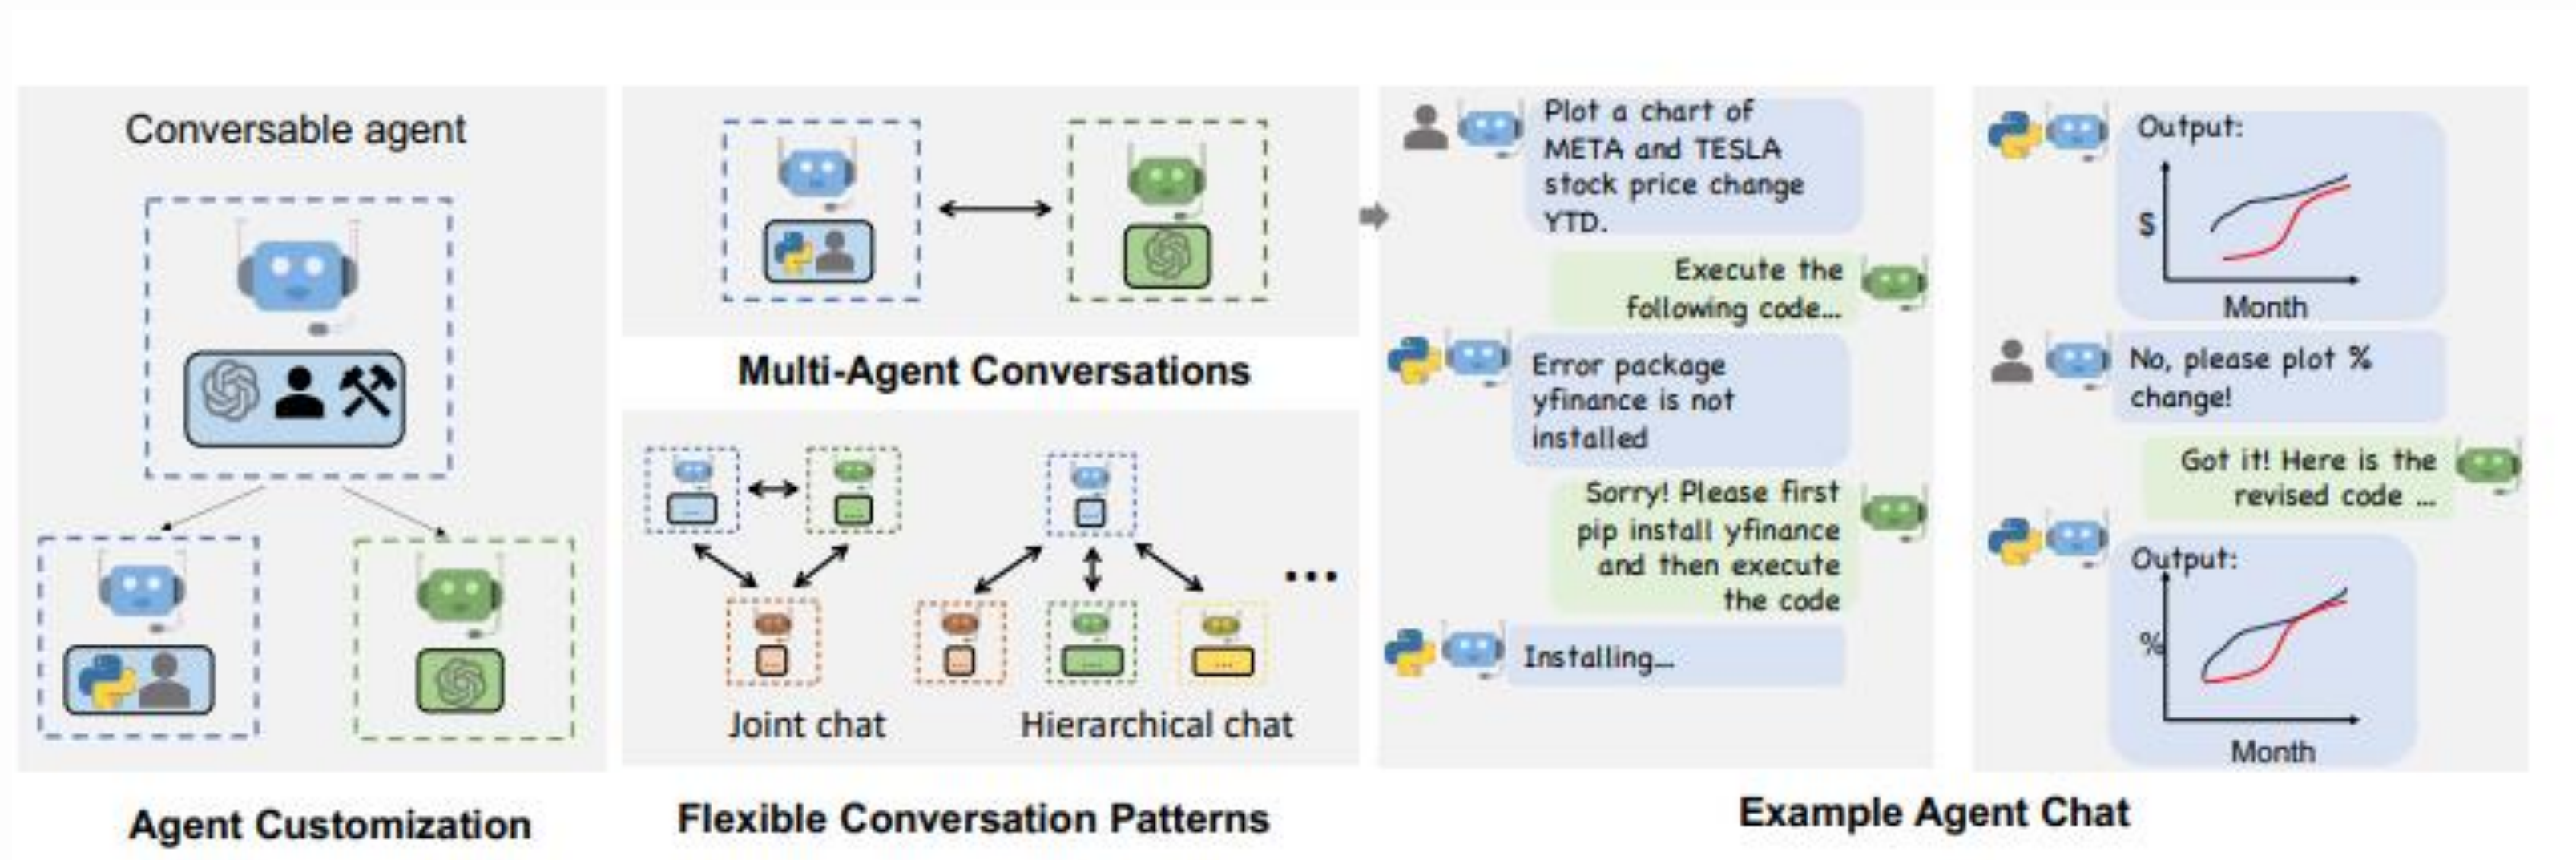 Conversable agent
Agent Customization
Multi-Agent Conversations
...
...
...
...
...
...
...
...
Joint chat
Hierarchical chat
Flexible Conversation Patterns
Plot a chart of
META and TESLA
stock price change
YTD.
Execute the
following code...
Error package
yfinance is not
installed
Sorry! Please first
pip install yfinance
and then execute
the code
Installing...
Output:
$
Month
No, please plot %
change!
Got it! Here is the
revised code ...
Output:
%
Month
Example Agent Chat